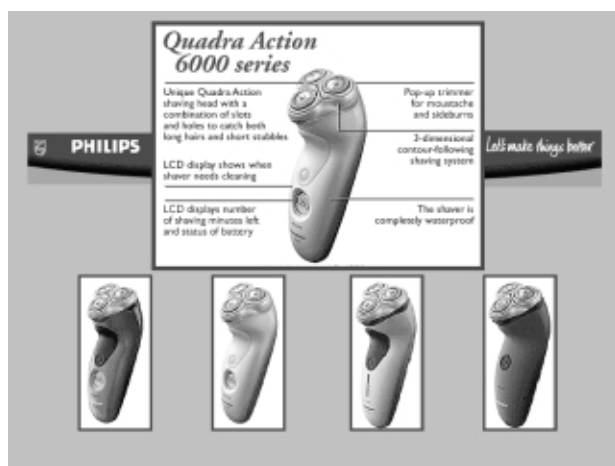 Quadra Action
6000 series
Unique Quadra Action
shaving head with a
combination of slots
and holes to catch both
long hairs and short stubbles
LCD display shows when
shaver needs cleaning
LCD displays number
of shaving minutes left
and status of battery
Pop-up trimmer
for moustache
and sideburns
3-dimensional
contour-following
shaving system
The shaver is
completely waterproof
PHILIPS
Let's make things better